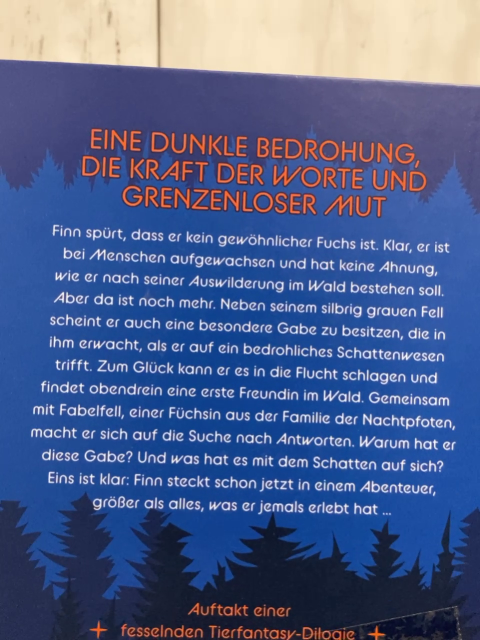 EINE DUNKLE BEDROHUNG,
DIE KRAFT DER WORTE UND
GRENZENLOSER MUT
Finn spürt, dass er kein gewöhnlicher Fuchs ist. Klar, er ist
bei Menschen aufgewachsen und hat keine Ahnung,
wie er nach seiner Auswilderung im Wald bestehen soll.
Aber da ist noch mehr. Neben seinem silbrig grauen Fell
scheint er auch eine besondere Gabe zu besitzen, die in
ihm erwacht, als er auf ein bedrohliches Schattenwesen
trifft. Zum Glück kann er es in die Flucht schlagen und
findet obendrein eine erste Freundin im Wald. Gemeinsam
mit Fabelfell, einer Füchsin aus der Familie der Nachtpfoten,
macht er sich auf die Suche nach Antworten. Warum hat er
diese Gabe? Und was hat es mit dem Schatten auf sich?
Eins ist klar: Finn steckt schon jetzt in einem Abenteuer,
größer als alles, was er jemals erlebt hat ...
Auftakt einer
fesselnden Tierfantasy-Dilogie